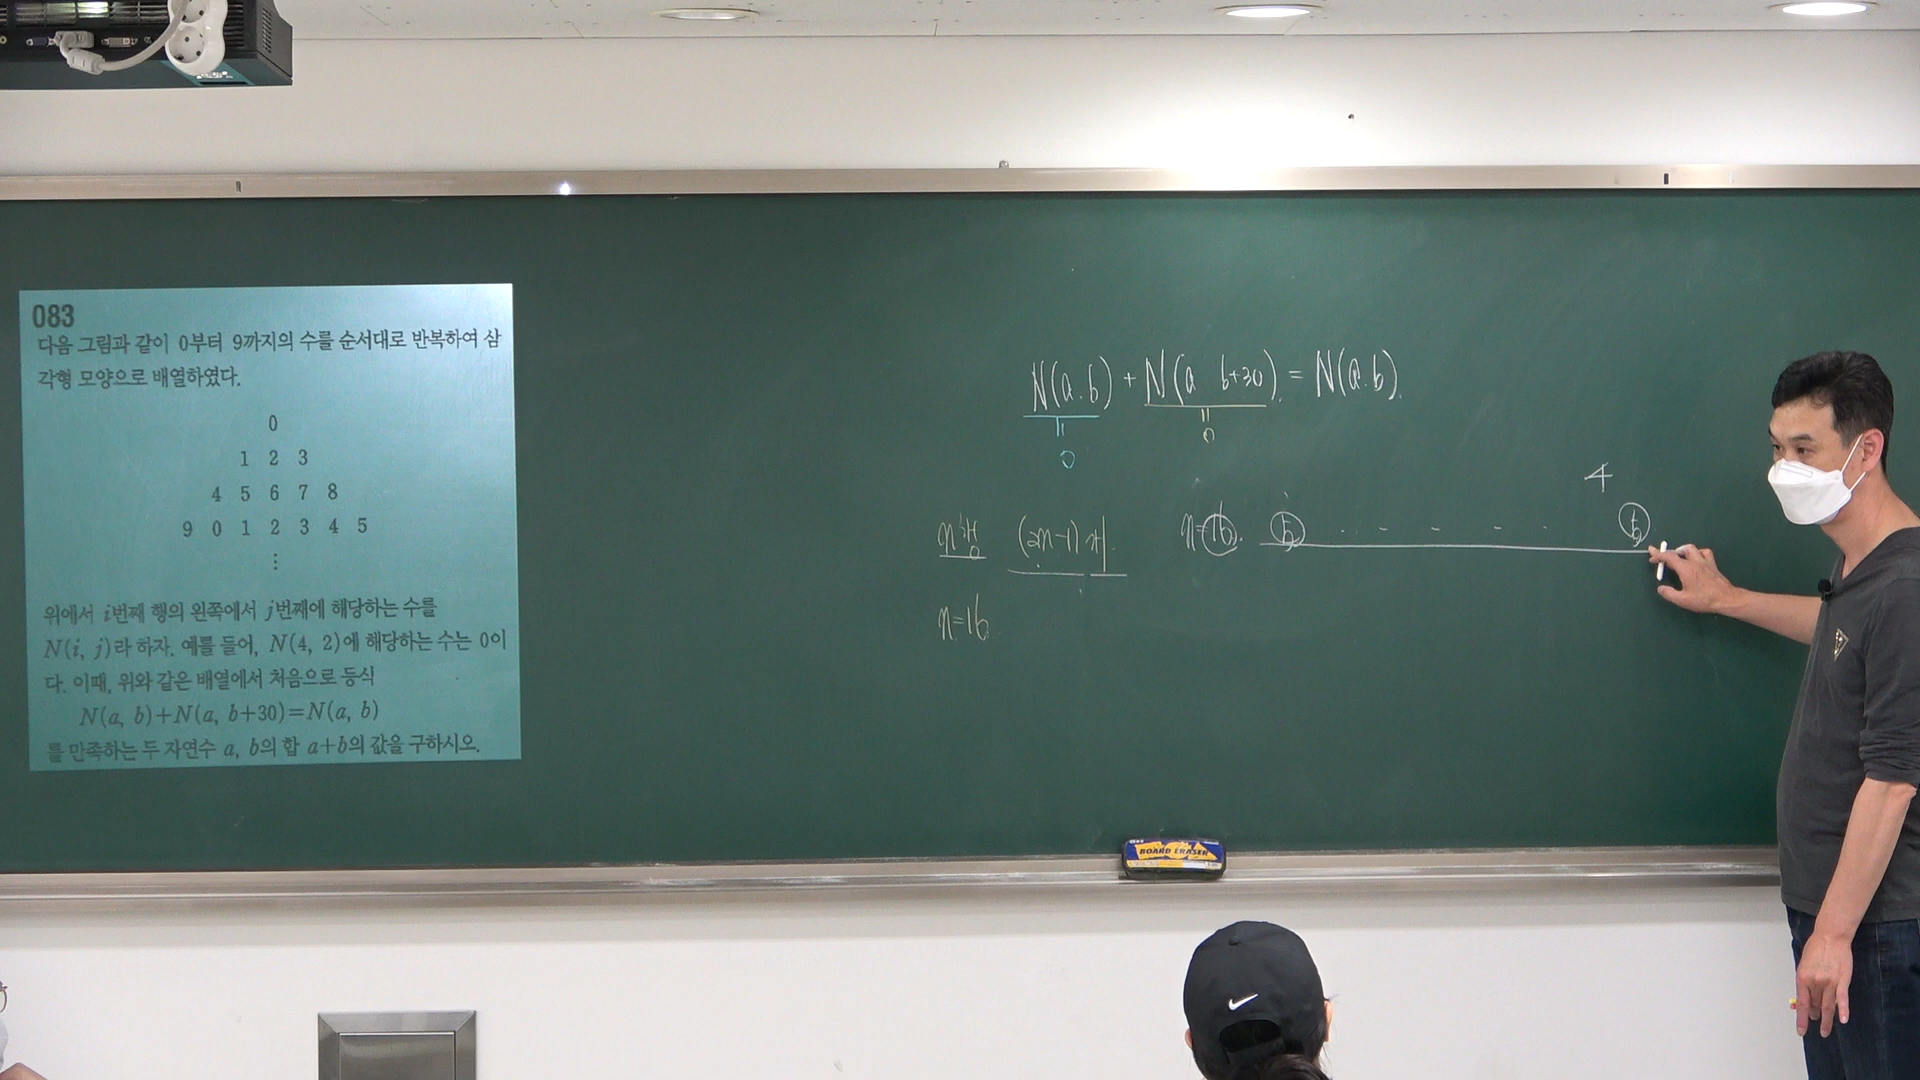 083
다음 그림과 같이 0부터 9까지의 수를 순서대로 반복하여 삼
각형 모양으로 배열하였다.
0
1 2 3
4 5 6 7 8
9 0 1 2 3 4 5
⋮
위에서 i번째 행의 왼쪽에서 j번째에 해당하는 수를
N(i, j)라 하자. 예를 들어, N(4, 2)에 해당하는 수는 0이
다. 이때, 위와 같은 배열에서 처음으로 등식
N(a, b)+N(a, b+30)=N(a, b)
를 만족하는 두 자연수 a, b의 합 a+b의 값을 구하시오.
N(a.b) + N(a b+30) = N(a.b)
0 0
4
n행 (2n-1)개 n=16. 5 . . - - - . 5
n=16
BOARD ERASER